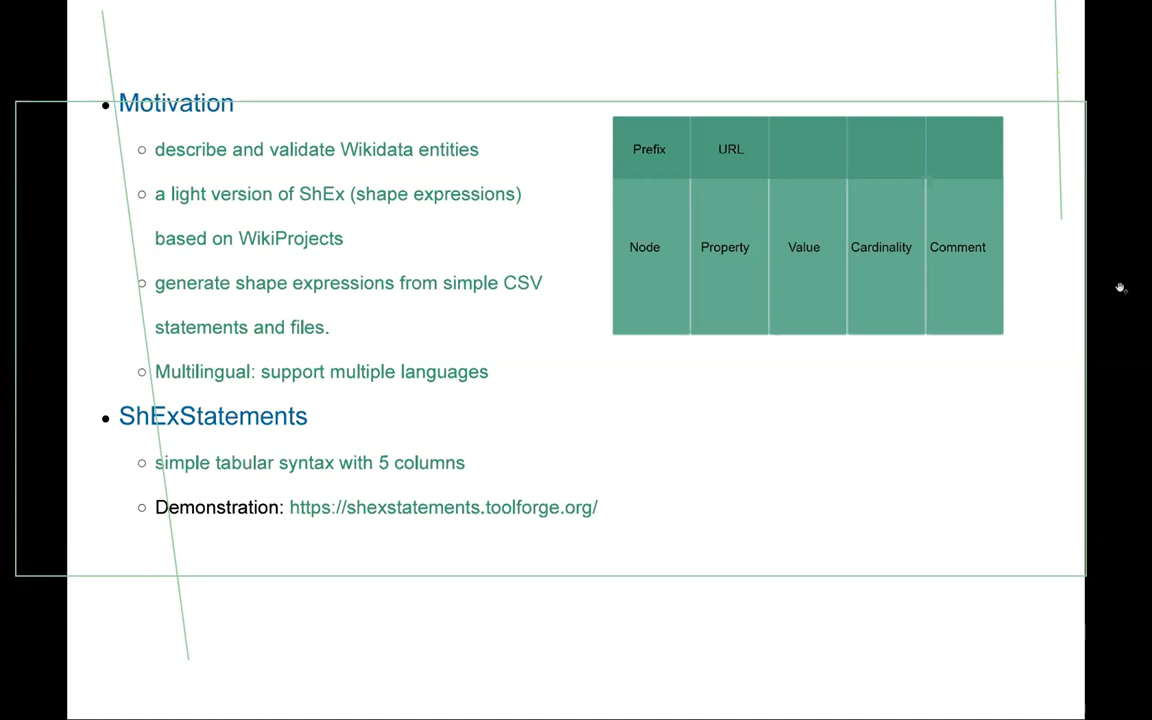 Motivation
describe and validate Wikidata entities
a light version of ShEx (shape expressions)
based on WikiProjects
generate shape expressions from simple CSV
statements and files.
Multilingual: support multiple languages
ShExStatements
simple tabular syntax with 5 columns
Demonstration: https://shexstatements.toolforge.org/
Prefix URL
Node Property Value Cardinality Comment